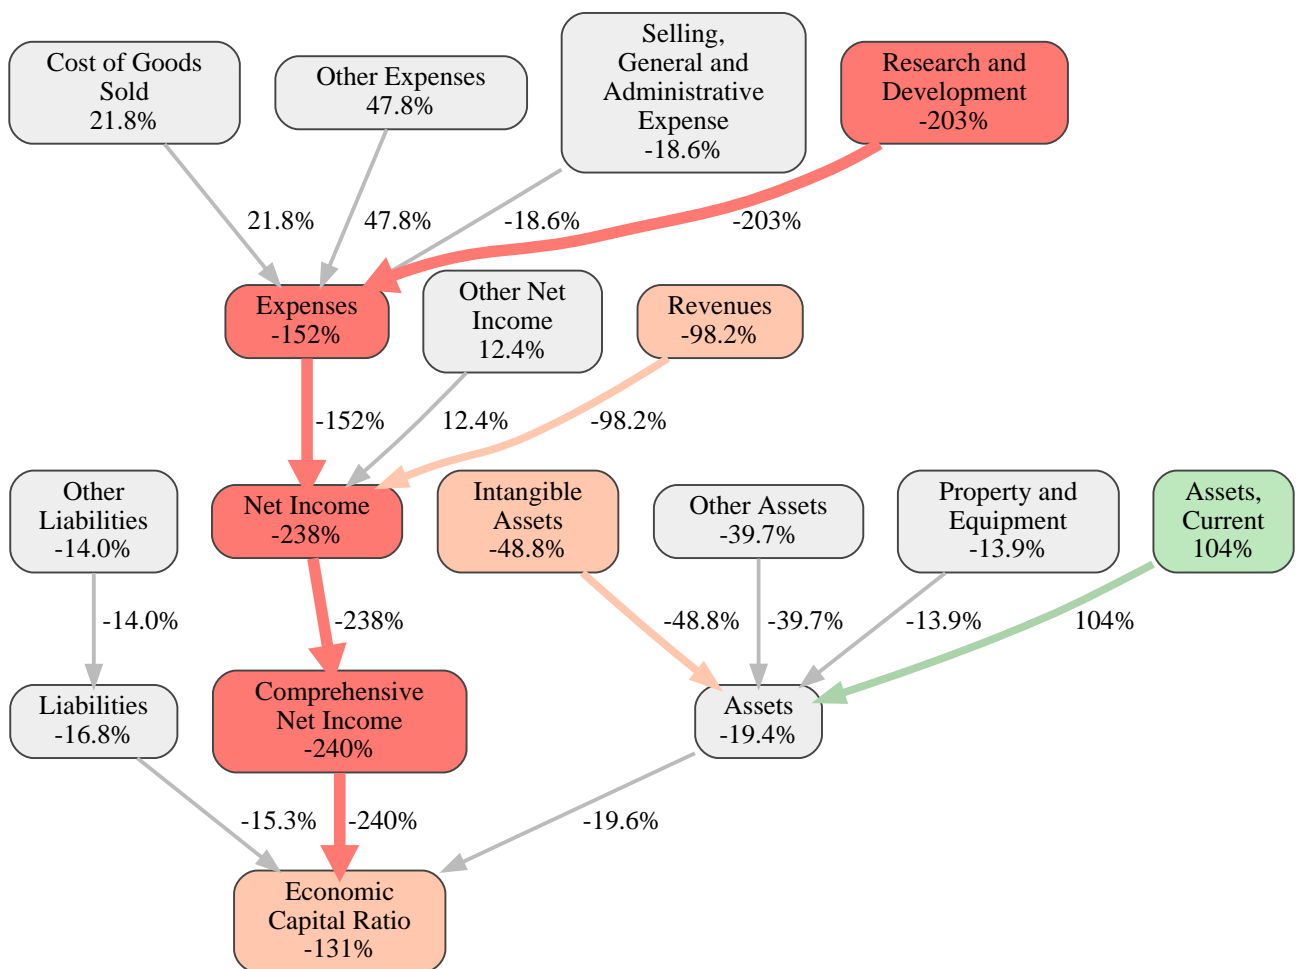 Cost of Goods
Sold
21.8%
Other Expenses
47.8%
Selling,
General and
Administrative
Expense
-18.6%
Research and
Development
-203%
21.8%
47.8%
-18.6%
-203%
Expenses
-152%
Other Net
Income
12.4%
Revenues
-98.2%
-152%
12.4%
-98.2%
Other
Liabilities
-14.0%
Net Income
-238%
Intangible
Assets
-48.8%
Other Assets
-39.7%
Property and
Equipment
-13.9%
Assets,
Current
104%
-14.0%
-238%
-48.8%
-39.7%
-13.9%
104%
Liabilities
-16.8%
Comprehensive
Net Income
-240%
Assets
-19.4%
-15.3%
-240%
-19.6%
Economic
Capital Ratio
-131%